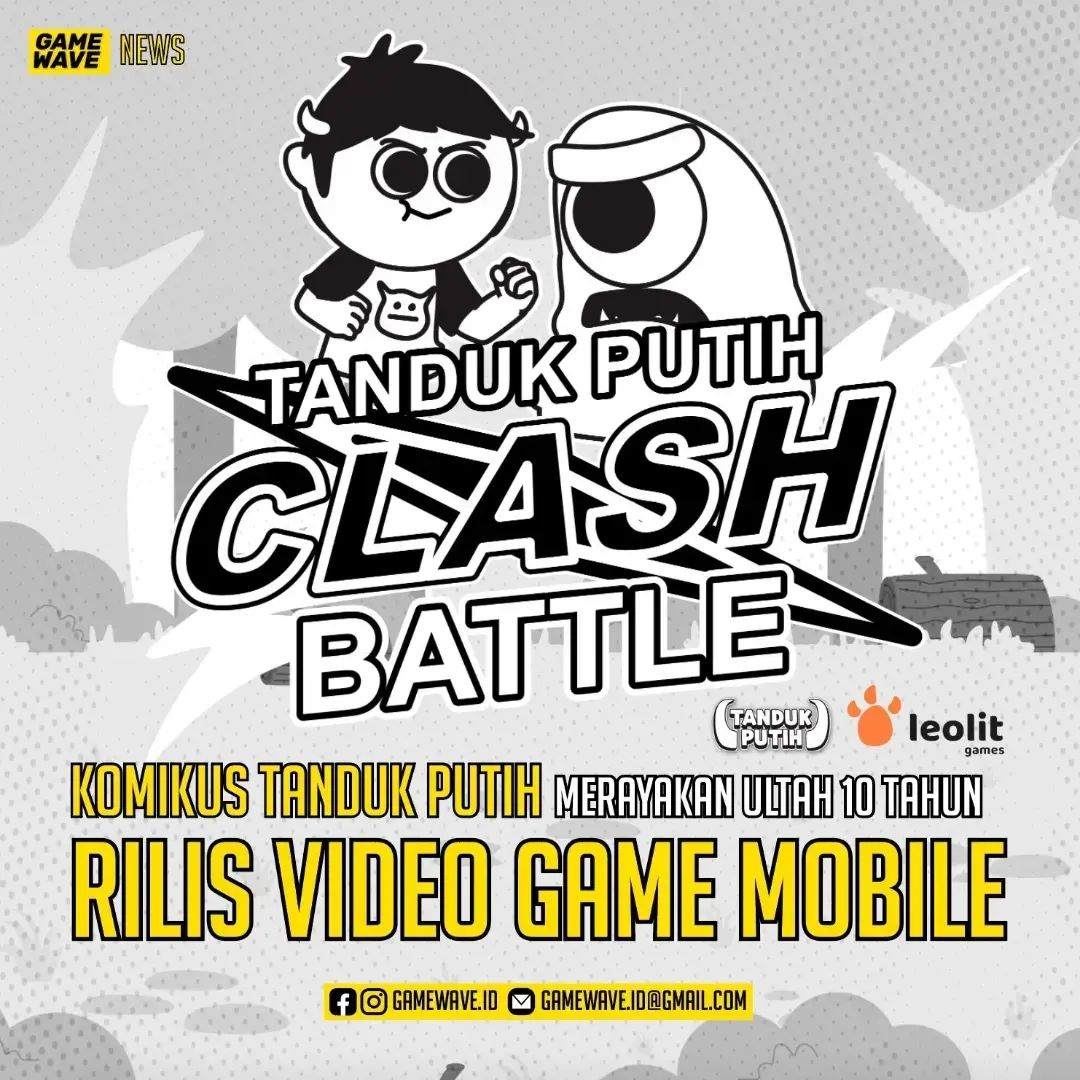 GAME
WAVE
NEWS
TANDUK PUTIH
CLASH
BATTLE
TANDUK
PUTIH
leolit
games
KOMIKUS TANDUK PUTIH MERAYAKAN ULTAH 10 TAHUN
RILIS VIDEO GAME MOBILE
GAMEWAVE.ID GAMEWAVE.ID@GMAIL.COM